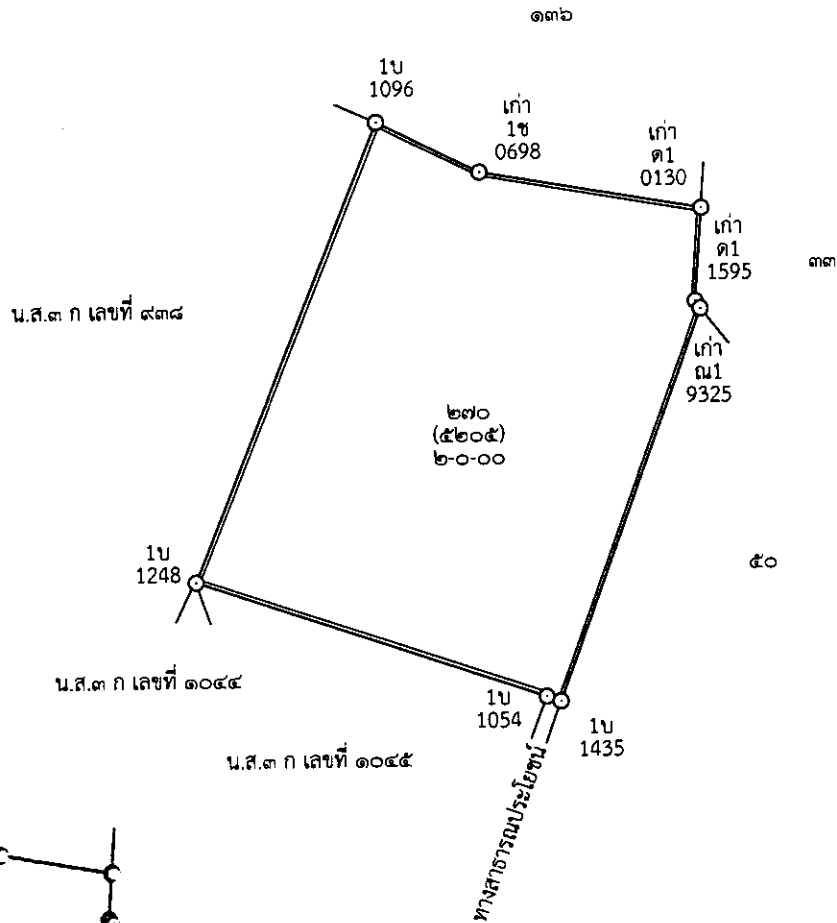 ๑๓๖
1บ
1096
เก่า
1ช
0698
เก่า
ด1
0130
เก่า
ด1
1595
๓๓
น.ส.๓ ก เลขที่ ๙๓๘
เก่า
ณ1
9325
๒๗๐
(๕๒๐๕)
๒-๐-๐๐
1บ
1248
๕๐
น.ส.๓ ก เลขที่ ๑๐๔๔
1บ
1054
1บ
1435
น.ส.๓ ก เลขที่ ๑๐๔๕
ทางสาธารณประโยชน์